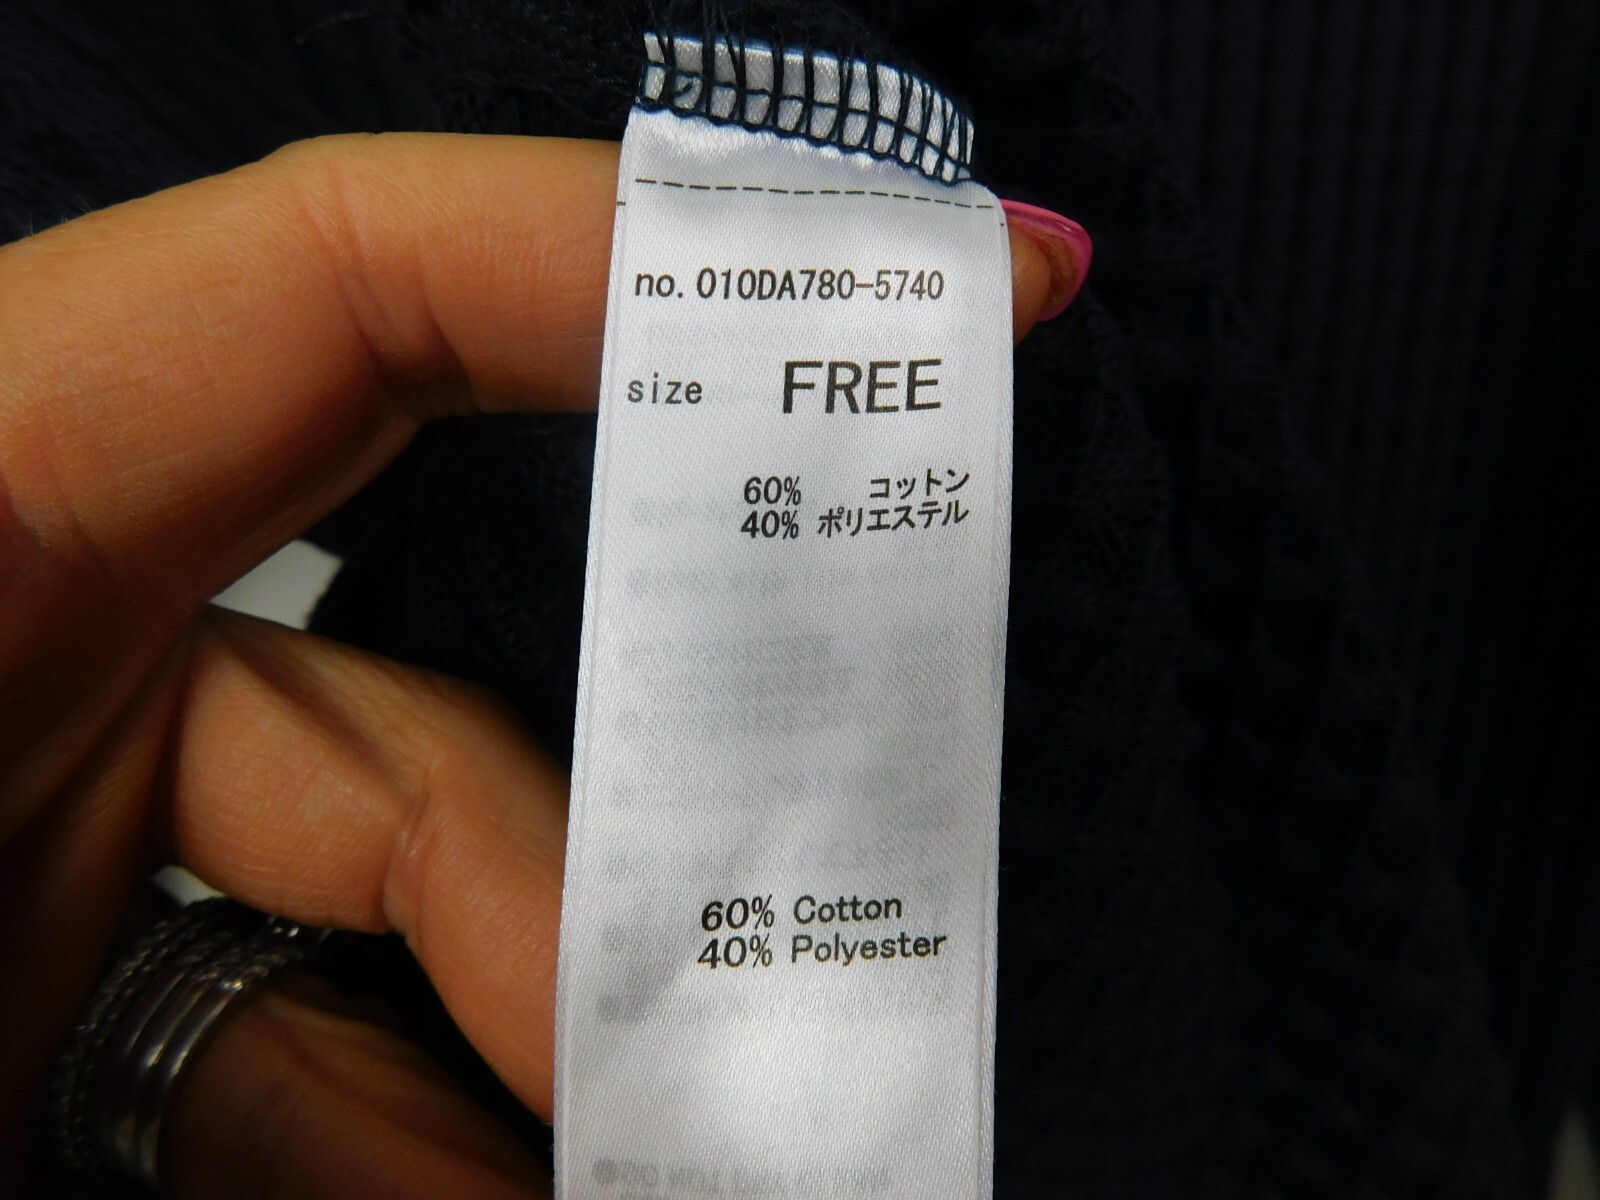 no. 010DA780-5740
size FREE
60% コットン
40% ポリエステル
60% Cotton
40% Polyester